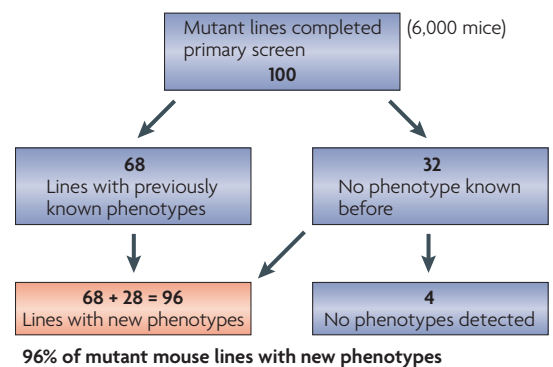 Mutant lines completed
primary screen
100
(6,000 mice)
68
Lines with previously
known phenotypes
32
No phenotype known
before
68 + 28 = 96
Lines with new phenotypes
4
No phenotypes detected
96% of mutant mouse lines with new phenotypes